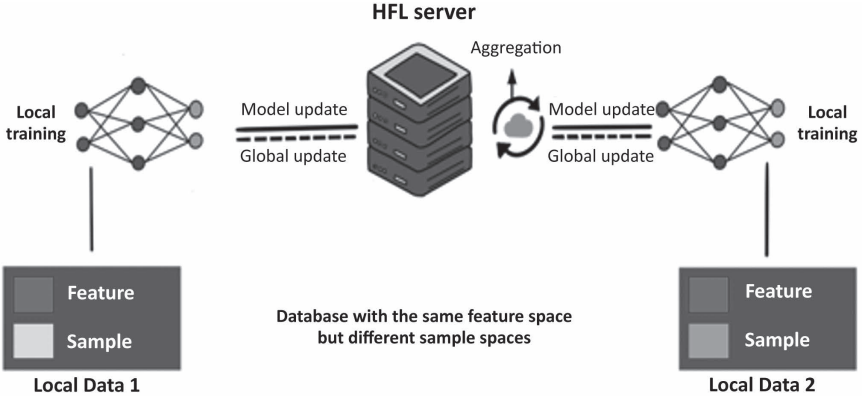 HFL server
Aggregation
Local
training
Model update
Global update
Model update
Global update
Local
training
Feature
Sample
Local Data 1
Database with the same feature space
but different sample spaces
Feature
Sample
Local Data 2